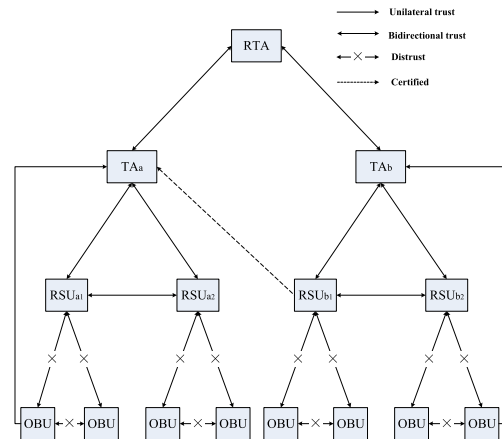 Unilateral trust
Bidirectional trust
Distrust
Certified
RTA
TAa
TAb
RSUa1
RSUa2
RSUb1
RSUb2
OBU
OBU
OBU
OBU
OBU
OBU
OBU
OBU